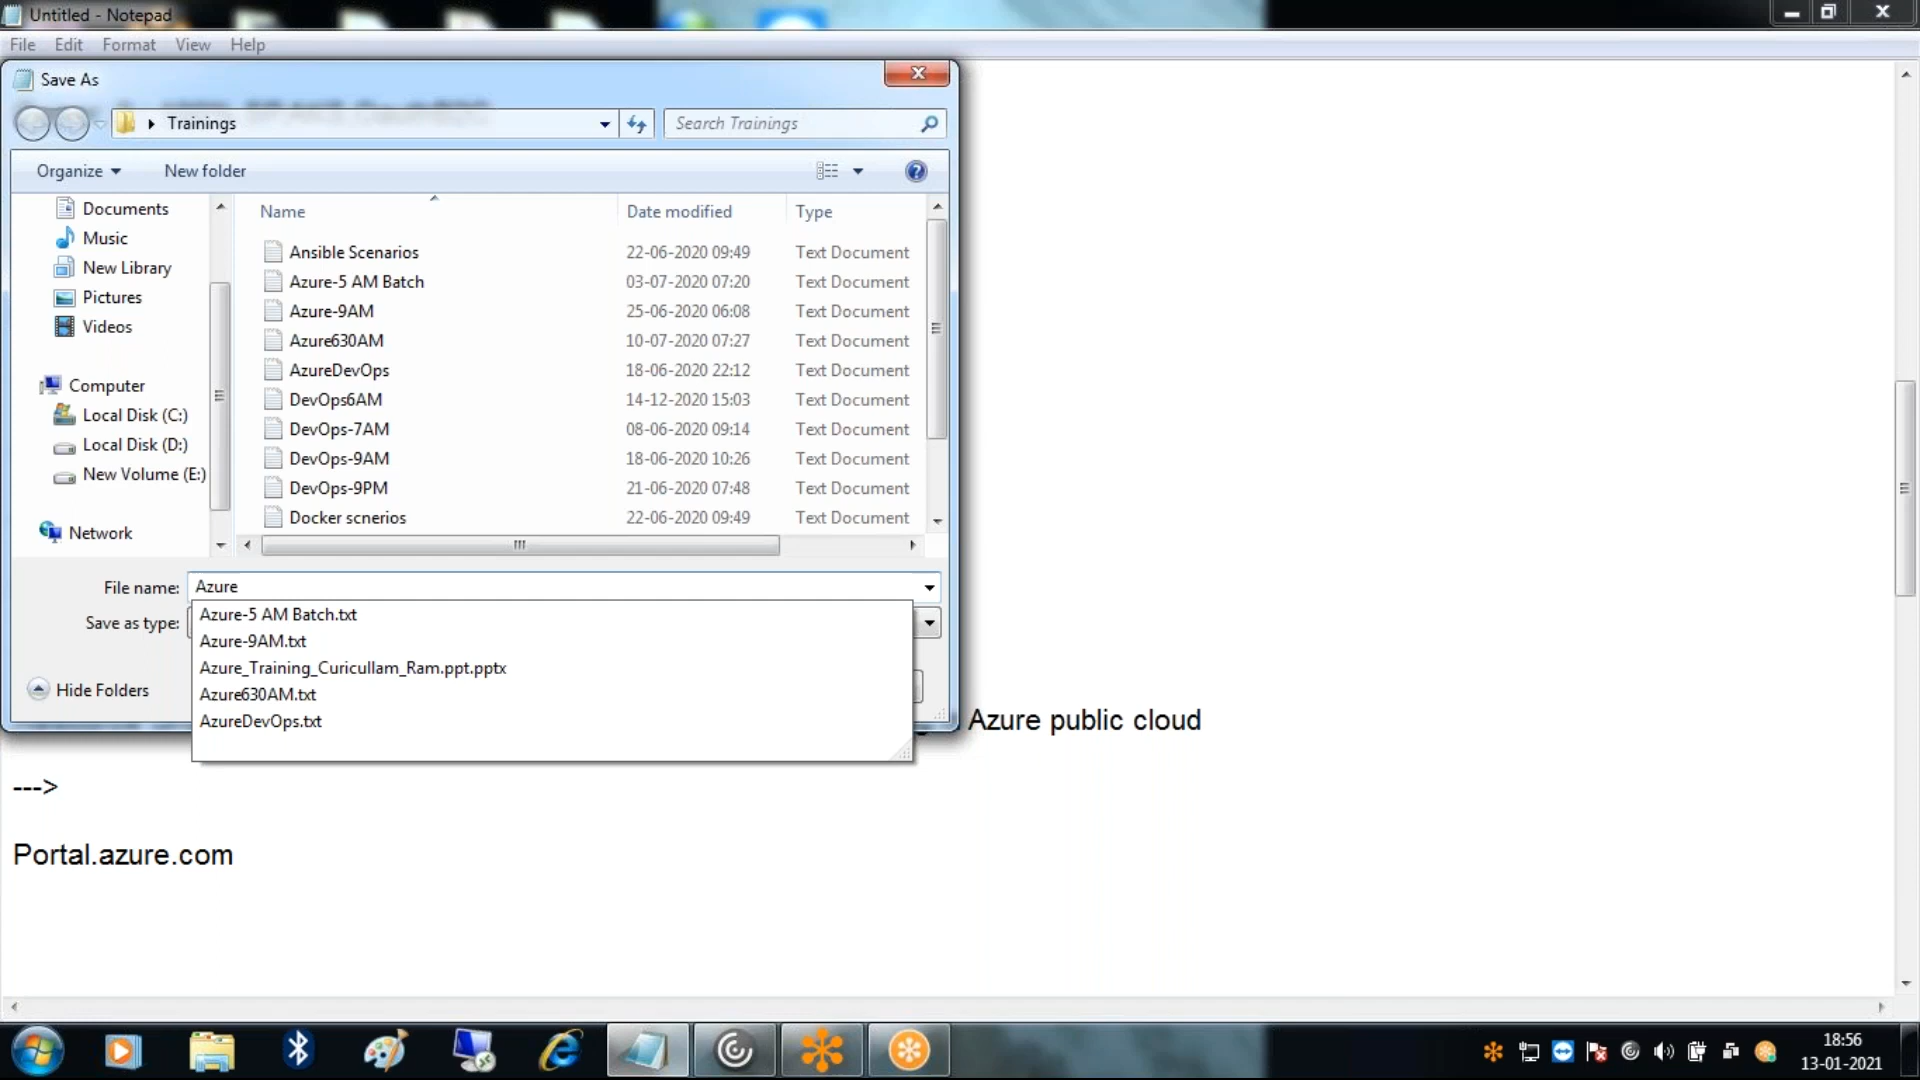 Untitled - Notepad
File Edit Format View Help
Save As
Trainings
Search Trainings
Organize New folder
Documents
Music
New Library
Pictures
Videos
Computer
Local Disk (C:)
Local Disk (D:)
New Volume (E:)
Network
Name Date modified Type
Ansible Scenarios 22-06-2020 09:49 Text Document
Azure-5 AM Batch 03-07-2020 07:20 Text Document
Azure-9AM 25-06-2020 06:08 Text Document
Azure630AM 10-07-2020 07:27 Text Document
AzureDevOps 18-06-2020 22:12 Text Document
DevOps6AM 14-12-2020 15:03 Text Document
DevOps-7AM 08-06-2020 09:14 Text Document
DevOps-9AM 18-06-2020 10:26 Text Document
DevOps-9PM 21-06-2020 07:48 Text Document
Docker scnerios 22-06-2020 09:49 Text Document
File name: Azure
Save as type:
Azure-5 AM Batch.txt
Azure-9AM.txt
Azure_Training_Curicullam_Ram.ppt.pptx
Azure630AM.txt
AzureDevOps.txt
Hide Folders
Azure public cloud
--->
Portal.azure.com
18:56
13-01-2021